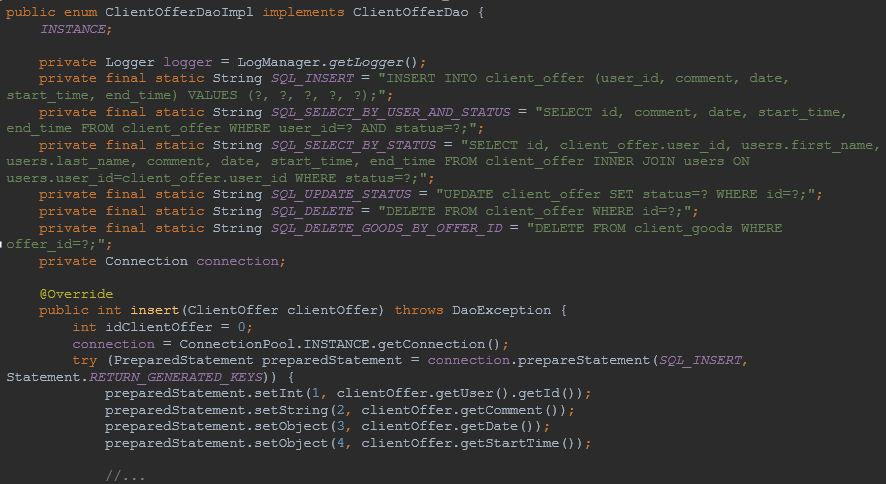 public enum ClientOfferDaoImpl implements ClientOfferDao {
    INSTANCE;

    private Logger logger = LogManager.getLogger();
    private final static String SQL_INSERT = "INSERT INTO client_offer (user_id, comment, date,
start_time, end_time) VALUES (?, ?, ?, ?, ?);";
    private final static String SQL_SELECT_BY_USER_AND_STATUS = "SELECT id, comment, date, start_time,
end_time FROM client_offer WHERE user_id=? AND status=?;";
    private final static String SQL_SELECT_BY_STATUS = "SELECT id, client_offer.user_id, users.first_name,
users.last_name, comment, date, start_time, end_time FROM client_offer INNER JOIN users ON
users.user_id=client_offer.user_id WHERE status=?;";
    private final static String SQL_UPDATE_STATUS = "UPDATE client_offer SET status=? WHERE id=?;";
    private final static String SQL_DELETE = "DELETE FROM client_offer WHERE id=?;";
    private final static String SQL_DELETE_GOODS_BY_OFFER_ID = "DELETE FROM client_goods WHERE
offer_id=?;";
    private Connection connection;

    @Override
    public int insert(ClientOffer clientOffer) throws DaoException {
        int idClientOffer = 0;
        connection = ConnectionPool.INSTANCE.getConnection();
        try (PreparedStatement preparedStatement = connection.prepareStatement(SQL_INSERT,
Statement.RETURN_GENERATED_KEYS)) {
            preparedStatement.setInt(1, clientOffer.getUser().getId());
            preparedStatement.setString(2, clientOffer.getComment());
            preparedStatement.setObject(3, clientOffer.getDate());
            preparedStatement.setObject(4, clientOffer.getStartTime());

            //...